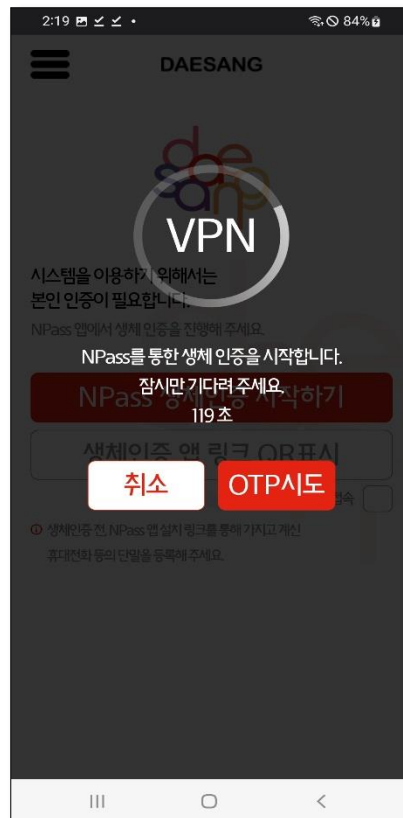 2:19
84%
DAESANG
daesang
VPN
시스템을 이용하기 위해서는
본인 인증이 필요합니다.
NPass 앱에서 생체 인증을 진행해 주세요.
NPass를 통한 생체 인증을 시작합니다.
잠시만 기다려 주세요.
119 초
NPass 생체인증 시작하기
생체인증 앱 링크 QR표시
취소
OTP시도
접속
생체인증 전, NPass 앱 설치 링크를 통해 가지고 계신
휴대전화 등의 단말을 등록해 주세요.